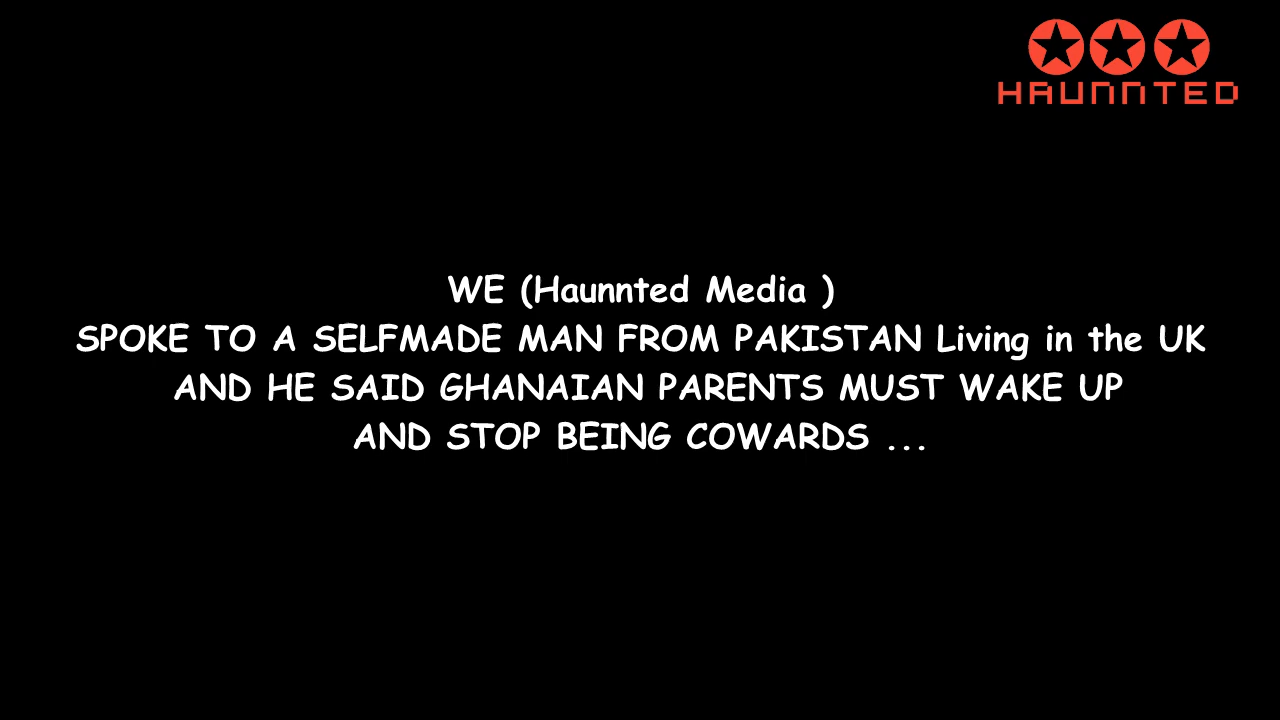 HAUNNTED
WE (Haunnted Media )
SPOKE TO A SELFMADE MAN FROM PAKISTAN Living in the UK
AND HE SAID GHANAIAN PARENTS MUST WAKE UP
AND STOP BEING COWARDS ...